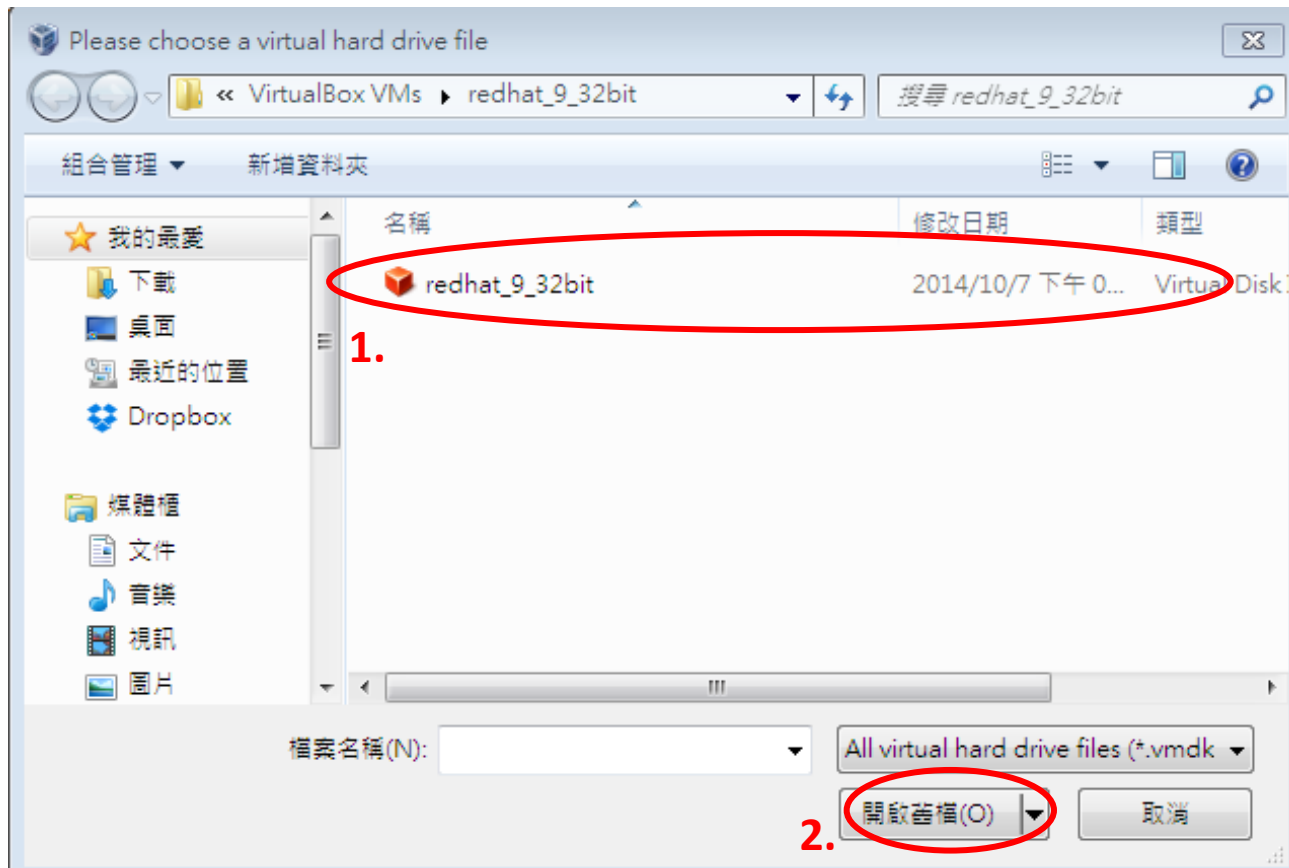 Please choose a virtual hard drive file
« VirtualBox VMs ▸ redhat_9_32bit
搜尋 redhat_9_32bit
組合管理 新增資料夾
名稱 修改日期 類型
我的最愛
下載
桌面
最近的位置
Dropbox
媒體櫃
文件
音樂
視訊
圖片
redhat_9_32bit 2014/10/7 下午 0... Virtual Disk
1.
檔案名稱(N):
All virtual hard drive files (*.vmdk
開啟舊檔(O) 取消
2.